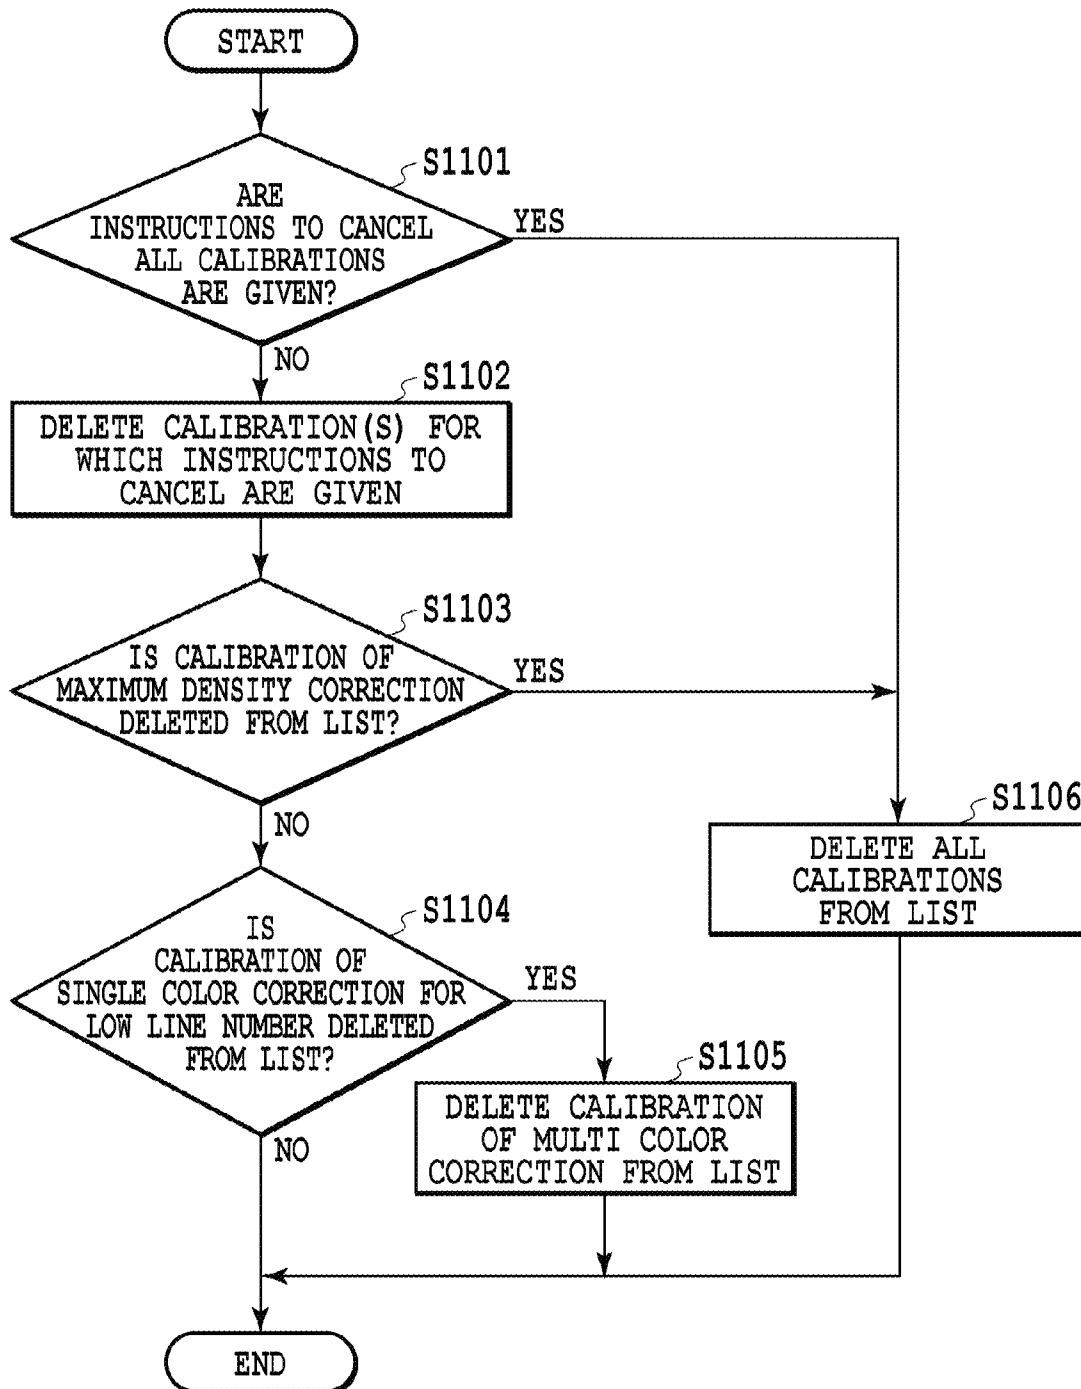 START
S1101
ARE
INSTRUCTIONS TO CANCEL
ALL CALIBRATIONS
ARE GIVEN?
YES
NO
S1102
DELETE CALIBRATION(S) FOR
WHICH INSTRUCTIONS TO
CANCEL ARE GIVEN
S1103
IS CALIBRATION OF
MAXIMUM DENSITY CORRECTION
DELETED FROM LIST?
YES
NO
S1106
DELETE ALL
CALIBRATIONS
FROM LIST
S1104
IS
CALIBRATION OF
SINGLE COLOR CORRECTION FOR
LOW LINE NUMBER DELETED
FROM LIST?
YES
NO
S1105
DELETE CALIBRATION
OF MULTI COLOR
CORRECTION FROM LIST
END